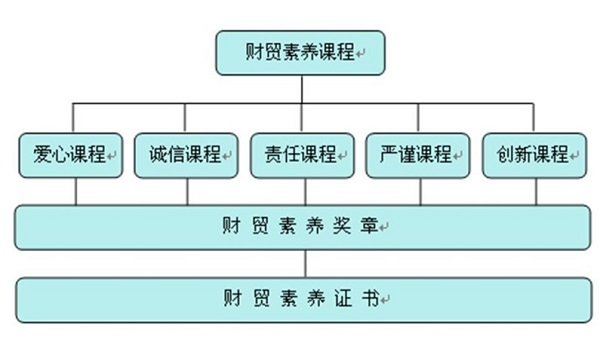 财贸素养课程
爱心课程 诚信课程 责任课程 严谨课程 创新课程
财 贸 素 养 奖 章
财 贸 素 养 证 书